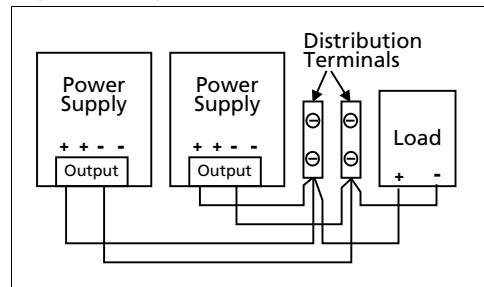 Distribution
Terminals
Power
Supply
+ + - -
Output
Power
Supply
+ + - -
Output
Load
+ -